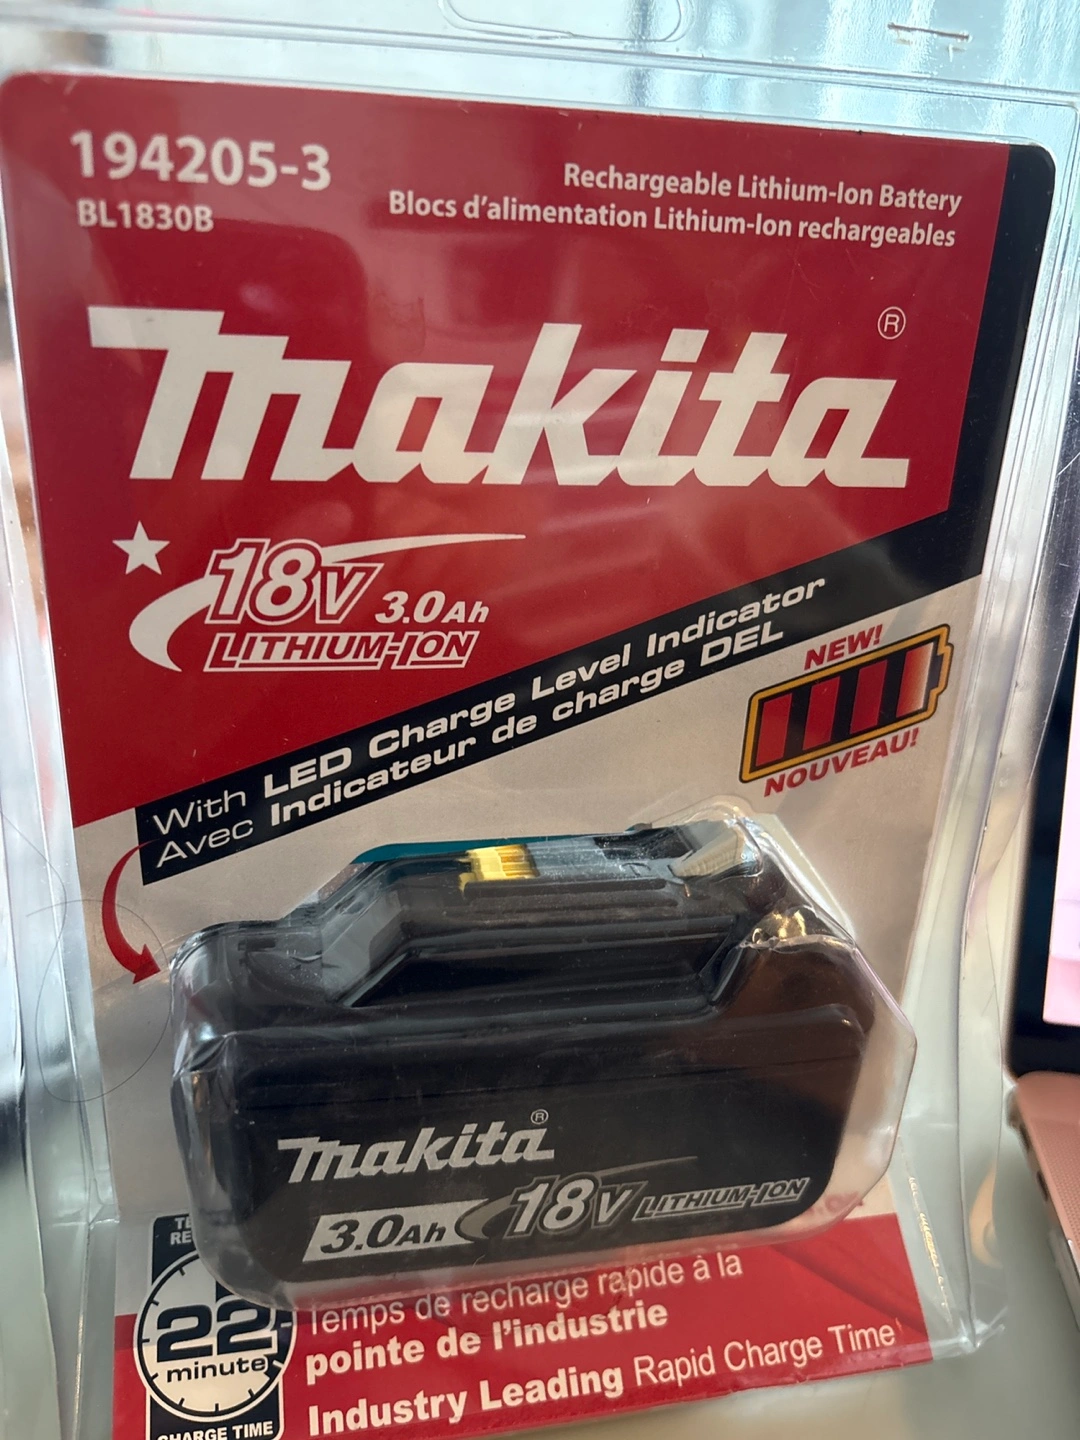 194205-3
BL1830B
Rechargeable Lithium-Ion Battery
Blocs d'alimentation Lithium-Ion rechargeables
makita®
18V 3.0Ah
LITHIUM-ION
With LED Charge Level Indicator
Avec Indicateur de charge DEL
NEW!
NOUVEAU!
makita®
3.0Ah 18V LITHIUM-ION
22
minute
CHARGE TIME
Temps de recharge rapide à la
pointe de l'industrie
Industry Leading Rapid Charge Time